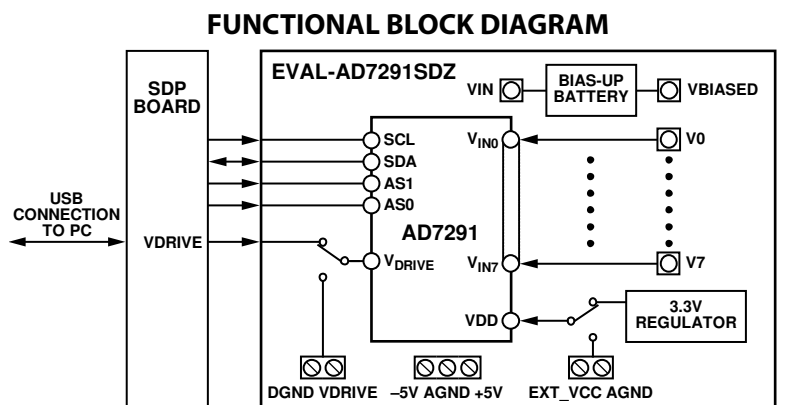 FUNCTIONAL BLOCK DIAGRAM
EVAL-AD7291SDZ
SDP
BOARD
VIN
BIAS-UP
BATTERY
VBIASED
SCL
SDA
AS1
AS0
VIN0
V0
USB
CONNECTION
TO PC
VDRIVE
AD7291
VDRIVE
VIN7
V7
VDD
3.3V
REGULATOR
DGND VDRIVE
–5V AGND +5V
EXT_VCC AGND